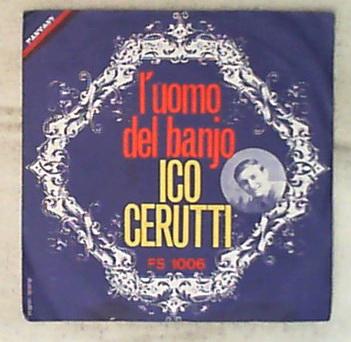 FANTASY
l'uomo
del banjo
ICO
CERUTTI
FS 1006